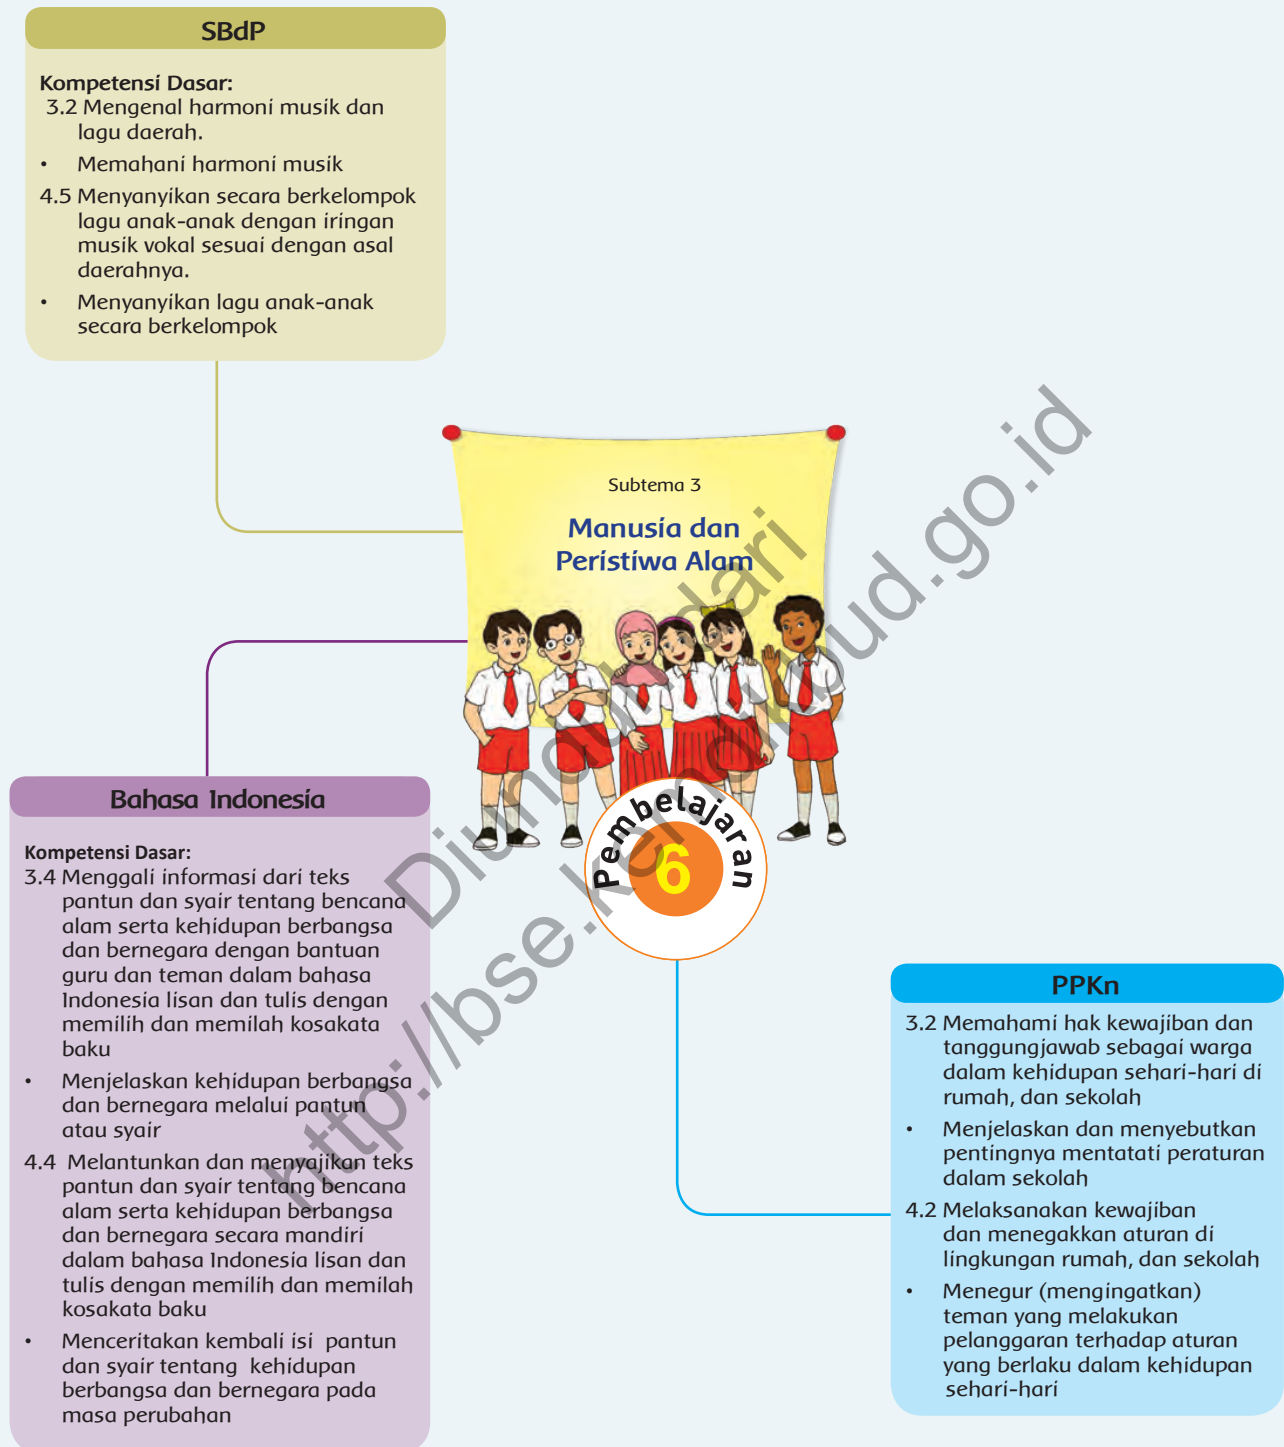 SBdP
Kompetensi Dasar:
3.2 Mengenal harmoni musik dan
lagu daerah.
• Memahani harmoni musik
4.5 Menyanyikan secara berkelompok
lagu anak-anak dengan iringan
musik vokal sesuai dengan asal
daerahnya.
• Menyanyikan lagu anak-anak
secara berkelompok
Subtema 3
Manusia dan
Peristiwa Alam
Pembelajaran
6
Bahasa Indonesia
Kompetensi Dasar:
3.4 Menggali informasi dari teks
pantun dan syair tentang bencana
alam serta kehidupan berbangsa
dan bernegara dengan bantuan
guru dan teman dalam bahasa
Indonesia lisan dan tulis dengan
memilih dan memilah kosakata
baku
• Menjelaskan kehidupan berbangsa
dan bernegara melalui pantun
atau syair
4.4 Melantunkan dan menyajikan teks
pantun dan syair tentang bencana
alam serta kehidupan berbangsa
dan bernegara secara mandiri
dalam bahasa Indonesia lisan dan
tulis dengan memilih dan memilah
kosakata baku
• Menceritakan kembali isi pantun
dan syair tentang kehidupan
berbangsa dan bernegara pada
masa perubahan
PPKn
3.2 Memahami hak kewajiban dan
tanggungjawab sebagai warga
dalam kehidupan sehari-hari di
rumah, dan sekolah
• Menjelaskan dan menyebutkan
pentingnya mentatati peraturan
dalam sekolah
4.2 Melaksanakan kewajiban
dan menegakkan aturan di
lingkungan rumah, dan sekolah
• Menegur (mengingatkan)
teman yang melakukan
pelanggaran terhadap aturan
yang berlaku dalam kehidupan
sehari-hari
Diunduh dari
http://bse.kemdikbud.go.id